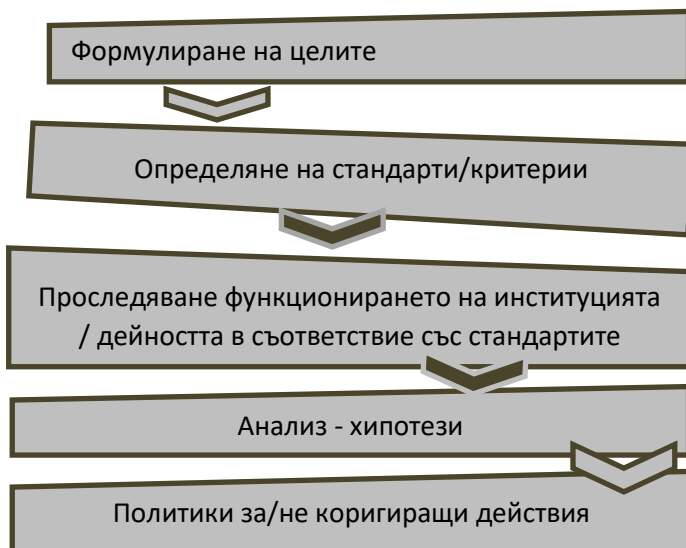 Формулиране на целите
Определяне на стандарти/критерии
Проследяване функционирането на институцията
/ дейността в съответствие със стандартите
Анализ - хипотези
Политики за/не коригиращи действия